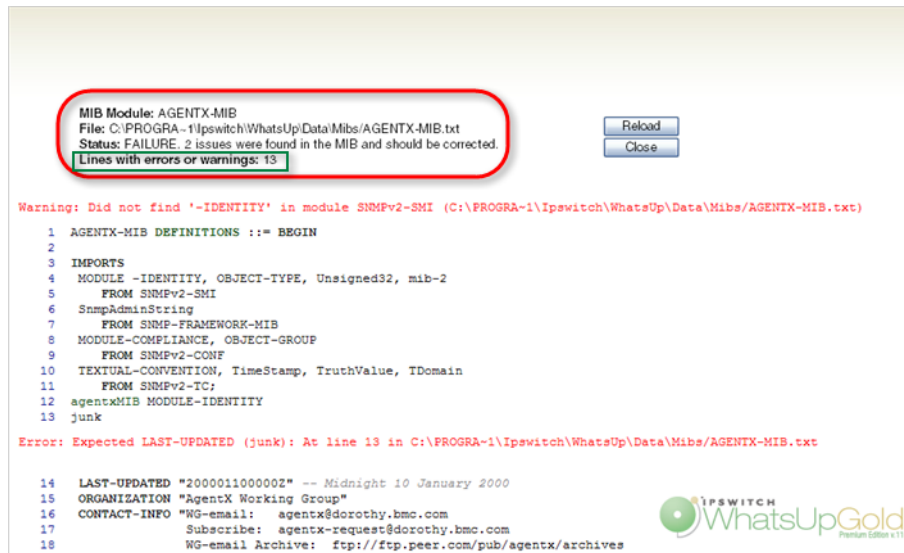 MIB Module: AGENTX-MIB
File: C:\PROGRA~1\Ipswitch\WhatsUp\Data\Mibs/AGENTX-MIB.txt
Status: FAILURE. 2 issues were found in the MIB and should be corrected.
Lines with errors or warnings: 13
Reload
Close
Warning: Did not find '-IDENTITY' in module SNMPv2-SMI (C:\PROGRA~1\Ipswitch\WhatsUp\Data\Mibs/AGENTX-MIB.txt)
1 AGENTX-MIB DEFINITIONS ::= BEGIN
2
3 IMPORTS
4 MODULE -IDENTITY, OBJECT-TYPE, Unsigned32, mib-2
5 FROM SNMPv2-SMI
6 SnmpAdminString
7 FROM SNMP-FRAMEWORK-MIB
8 MODULE-COMPLIANCE, OBJECT-GROUP
9 FROM SNMPv2-CONF
10 TEXTUAL-CONVENTION, TimeStamp, TruthValue, TDomain
11 FROM SNMPv2-TC;
12 agentxMIB MODULE-IDENTITY
13 junk
Error: Expected LAST-UPDATED (junk): At line 13 in C:\PROGRA~1\Ipswitch\WhatsUp\Data\Mibs/AGENTX-MIB.txt
14 LAST-UPDATED "200001100000Z" -- Midnight 10 January 2000
15 ORGANIZATION "AgentX Working Group"
16 CONTACT-INFO "WG-email: agentx@dorothy.bmc.com
17 Subscribe: agentx-request@dorothy.bmc.com
18 WG-email Archive: ftp://ftp.peer.com/pub/agentx/archives
IPSWITCH
WhatsUpGold
Premium Edition v.11